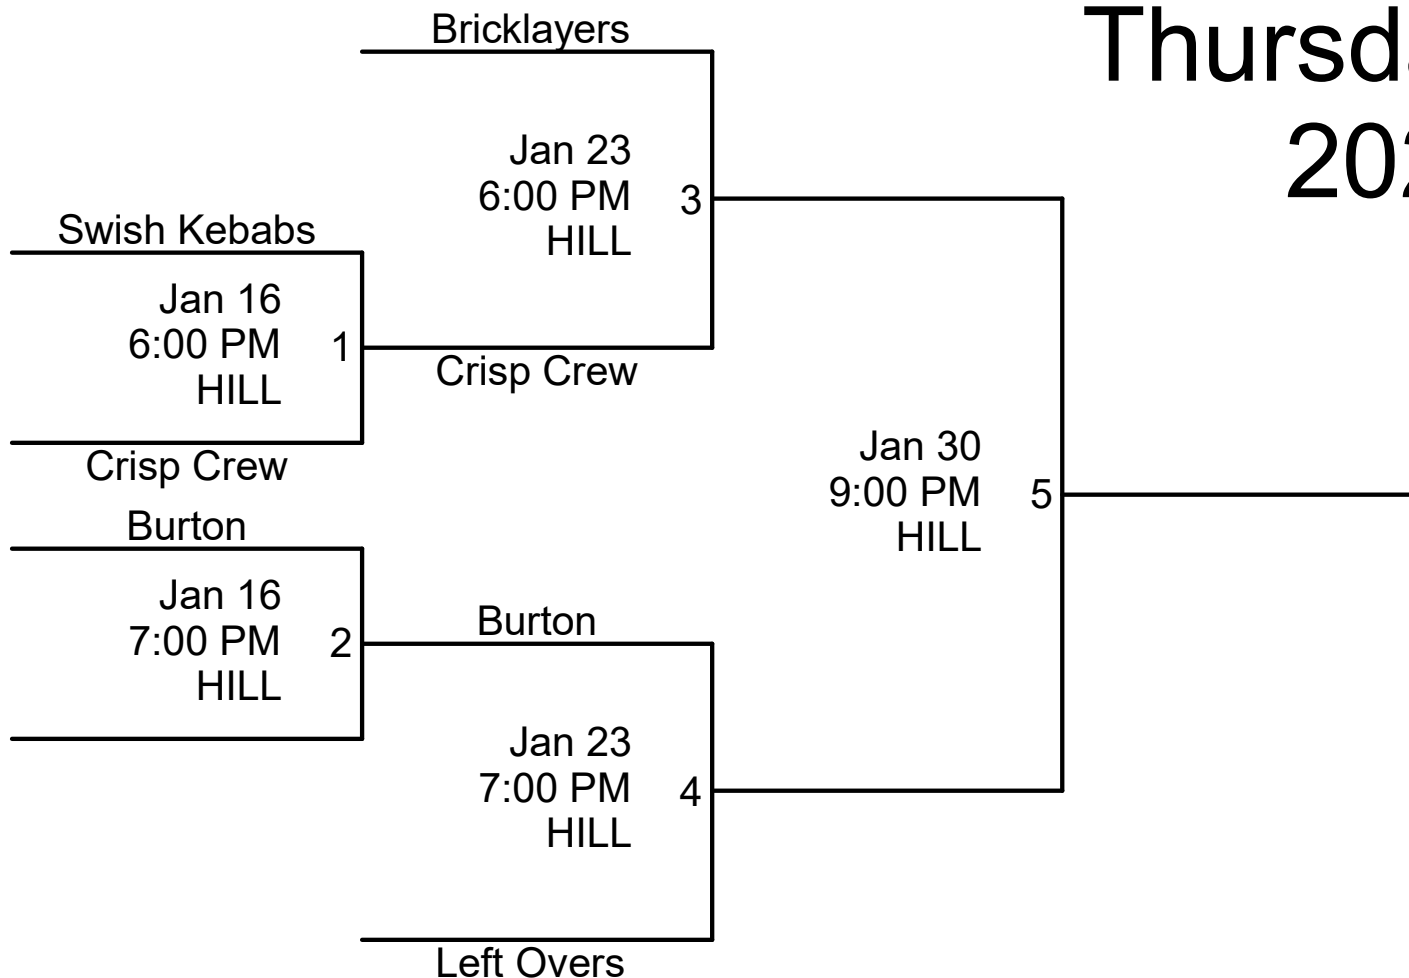 Bricklayers
Jan 23
6:00 PM
3
HILL
Swish Kebabs
Jan 16
6:00 PM
1
HILL
Crisp Crew
Crisp Crew
Burton
Jan 16
7:00 PM
2
HILL
Burton
Jan 23
7:00 PM
4
HILL
Left Overs
Jan 30
9:00 PM
5
HILL